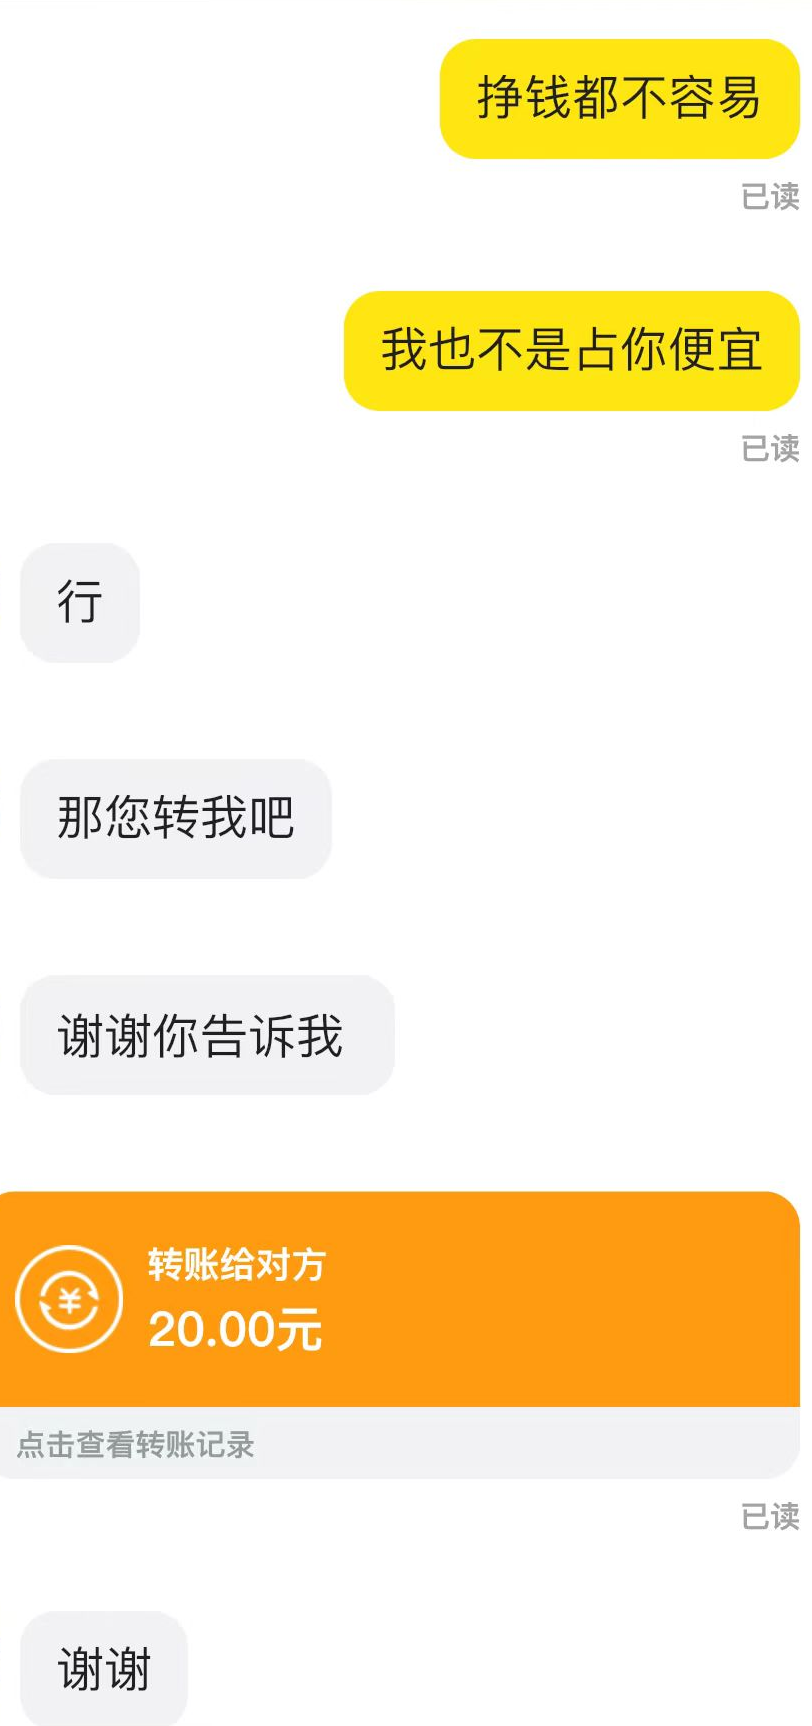 挣钱都不容易
已读
我也不是占你便宜
已读
行
那您转我吧
谢谢你告诉我
¥
转账给对方
20.00元
点击查看转账记录
已读
谢谢